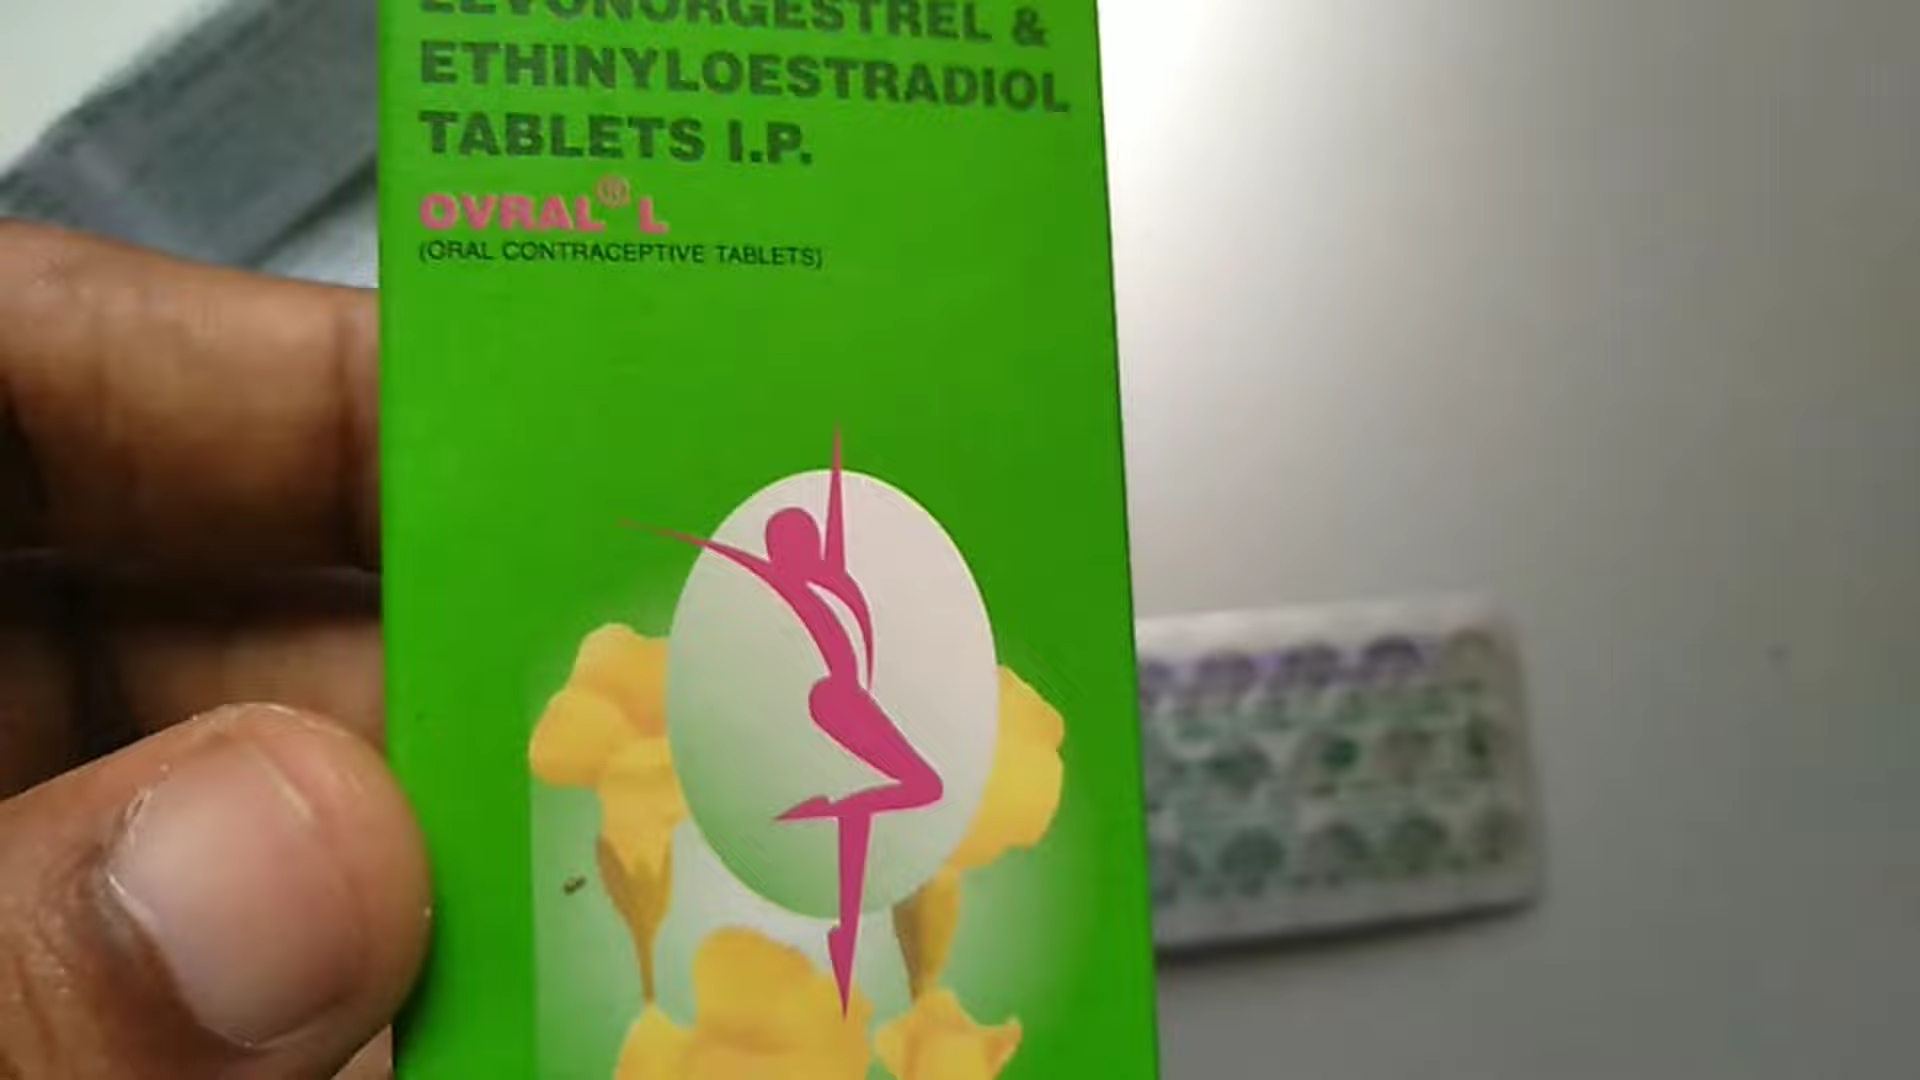 LEVONORGESTREL &
ETHINYLOESTRADIOL
TABLETS I.P.
OVRAL® L
(ORAL CONTRACEPTIVE TABLETS)